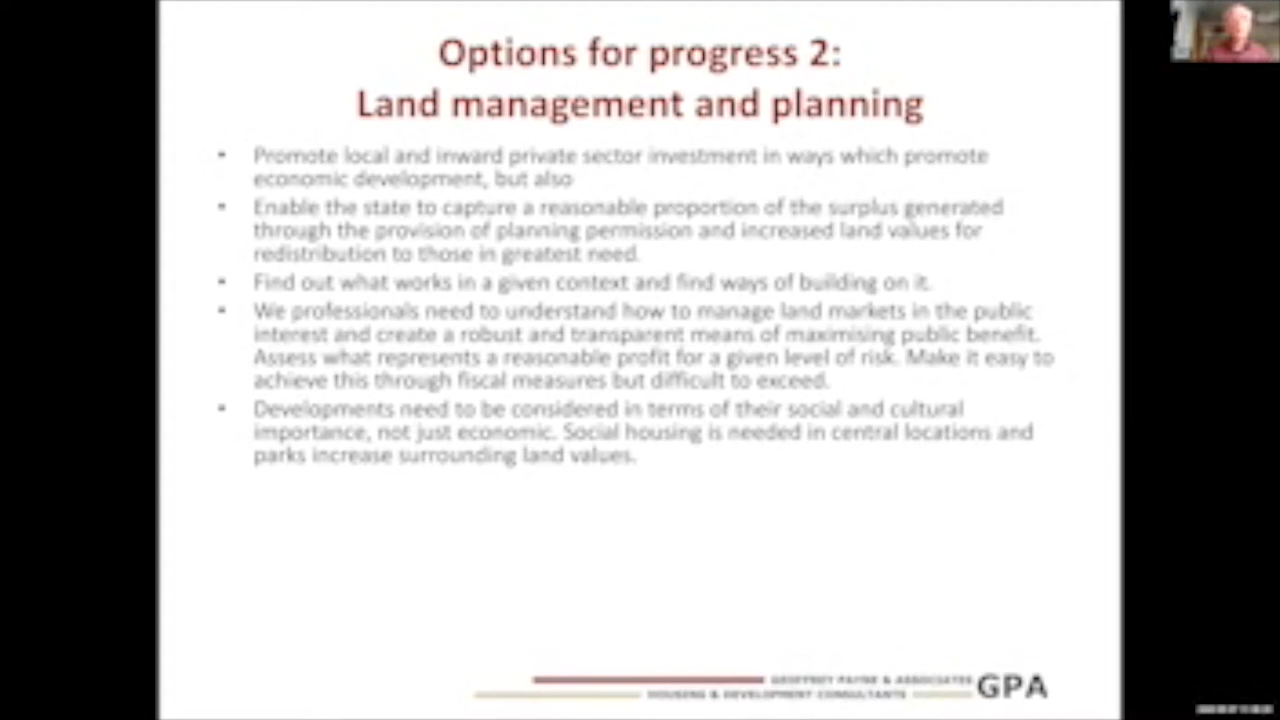 Options for progress 2:
Land management and planning
• Promote local and inward private sector investment in ways which promote
economic development, but also
• Enable the state to capture a reasonable proportion of the surplus generated
through the provision of planning permission and increased land values for
redistribution to those in greatest need.
• Find out what works in a given context and find ways of building on it.
• We professionals need to understand how to manage land markets in the public
interest and create a robust and transparent means of maximising public benefit.
Assess what represents a reasonable profit for a given level of risk. Make it easy to
achieve this through fiscal measures but difficult to exceed.
• Developments need to be considered in terms of their social and cultural
importance, not just economic. Social housing is needed in central locations and
parks increase surrounding land values.
GEOFFREY PAYNE & ASSOCIATES
HOUSING & DEVELOPMENT CONSULTANTS
GPA